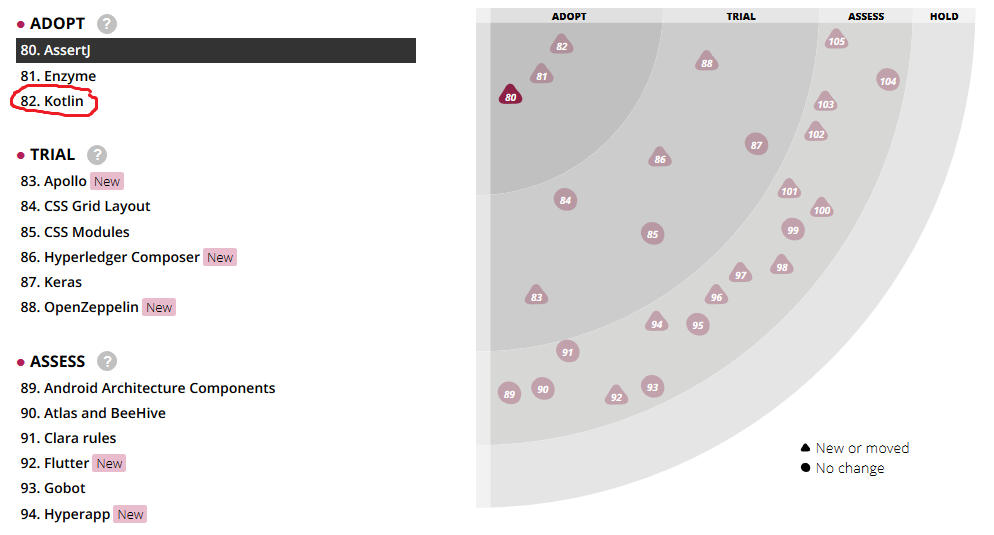 ADOPT ?
80. AssertJ
81. Enzyme
82. Kotlin
TRIAL ?
83. Apollo New
84. CSS Grid Layout
85. CSS Modules
86. Hyperledger Composer New
87. Keras
88. OpenZeppelin New
ASSESS ?
89. Android Architecture Components
90. Atlas and BeeHive
91. Clara rules
92. Flutter New
93. Gobot
94. Hyperapp New
ADOPT TRIAL ASSESS HOLD
82
105
88
81
104
80
103
102
87
86
101
84
100
99
85
98
97
83
96
94
95
91
93
90
89
92
New or moved
No change